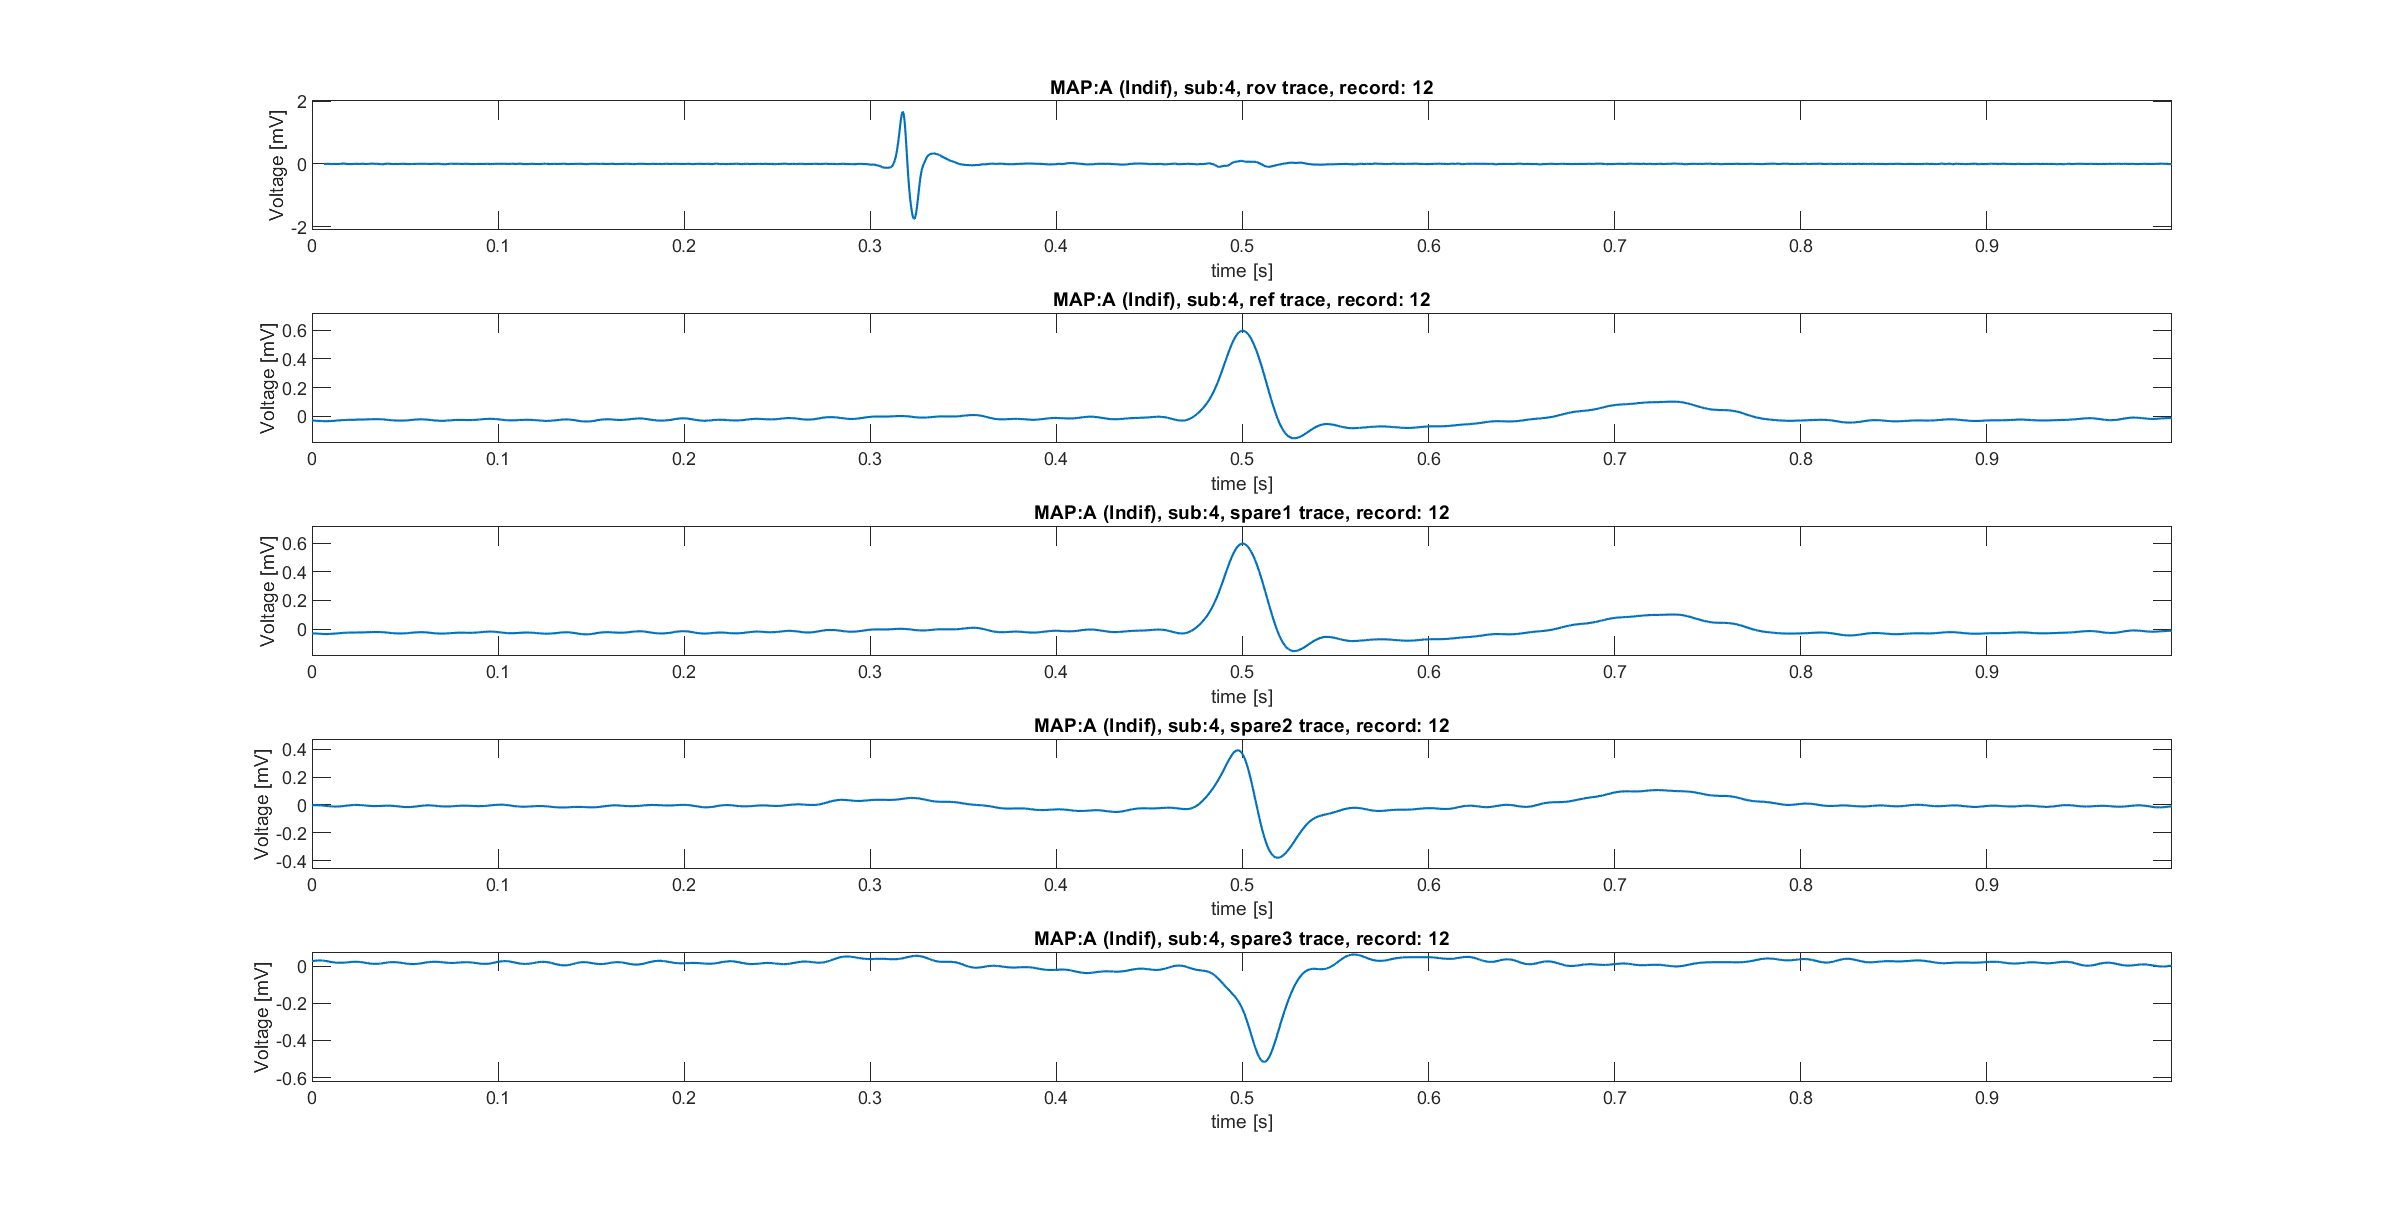 MAP:A (Indif), sub:4, rov trace, record: 12
Voltage [mV]
2
0
-2
0 0.1 0.2 0.3 0.4 0.5 0.6 0.7 0.8 0.9
time [s]
MAP:A (Indif), sub:4, ref trace, record: 12
Voltage [mV]
0.6
0.4
0.2
0
0 0.1 0.2 0.3 0.4 0.5 0.6 0.7 0.8 0.9
time [s]
MAP:A (Indif), sub:4, spare1 trace, record: 12
Voltage [mV]
0.6
0.4
0.2
0
0 0.1 0.2 0.3 0.4 0.5 0.6 0.7 0.8 0.9
time [s]
MAP:A (Indif), sub:4, spare2 trace, record: 12
Voltage [mV]
0.4
0.2
0
-0.2
-0.4
0 0.1 0.2 0.3 0.4 0.5 0.6 0.7 0.8 0.9
time [s]
MAP:A (Indif), sub:4, spare3 trace, record: 12
Voltage [mV]
0
-0.2
-0.4
-0.6
0 0.1 0.2 0.3 0.4 0.5 0.6 0.7 0.8 0.9
time [s]